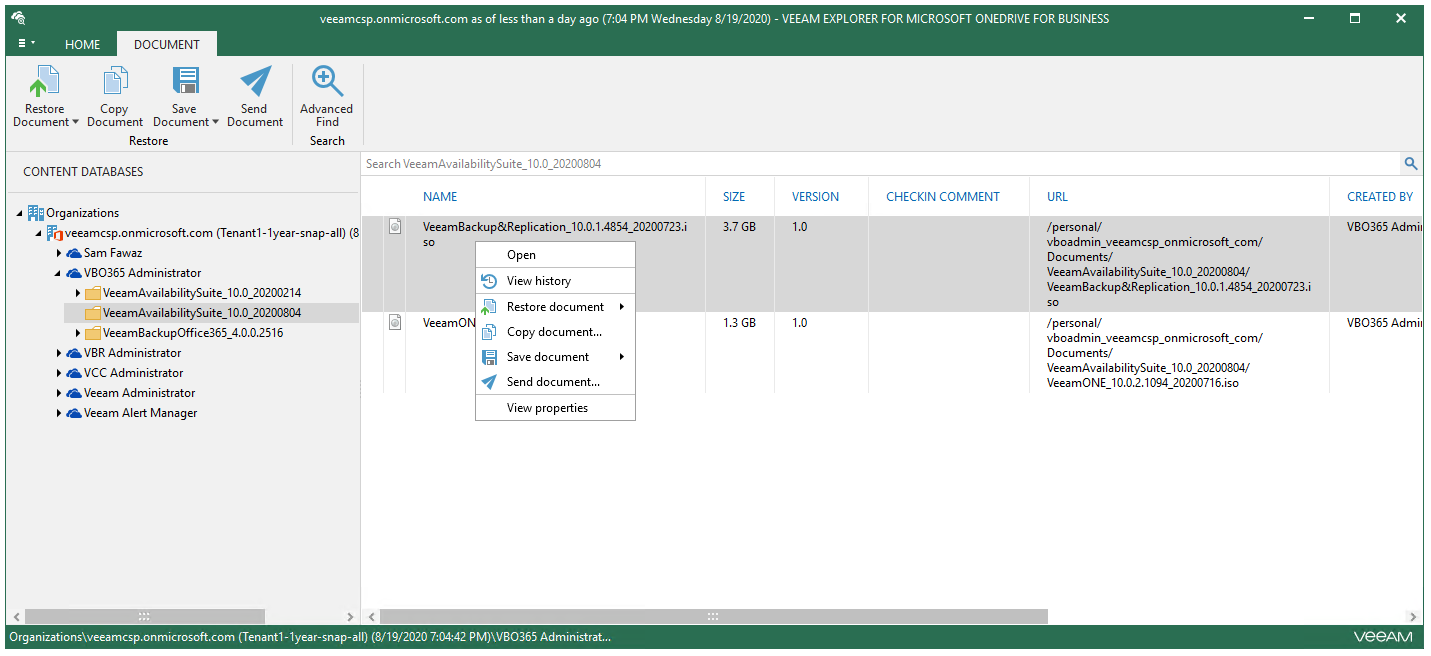 veeamcsp.onmicrosoft.com as of less than a day ago (7:04 PM Wednesday 8/19/2020) - VEEAM EXPLORER FOR MICROSOFT ONEDRIVE FOR BUSINESS
HOME
DOCUMENT
Restore
Document
Copy
Document
Save
Document
Send
Document
Advanced
Find
Restore
Search
CONTENT DATABASES
Organizations
veeamcsp.onmicrosoft.com (Tenant1-1year-snap-all) (8
Sam Fawaz
VBO365 Administrator
VeeamAvailabilitySuite_10.0_20200214
VeeamAvailabilitySuite_10.0_20200804
VeeamBackupOffice365_4.0.0.2516
VBR Administrator
VCC Administrator
Veeam Administrator
Veeam Alert Manager
Search VeeamAvailabilitySuite_10.0_20200804
NAME
SIZE
VERSION
CHECKIN COMMENT
URL
CREATED BY
VeeamBackup&Replication_10.0.1.4854_20200723.i
so
3.7 GB
1.0
/personal/
vboadmin_veeamcsp_onmicrosoft_com/
Documents/
VeeamAvailabilitySuite_10.0_20200804/
VeeamBackup&Replication_10.0.1.4854_20200723.i
so
VBO365 Admi
VeeamON
1.3 GB
1.0
/personal/
vboadmin_veeamcsp_onmicrosoft_com/
Documents/
VeeamAvailabilitySuite_10.0_20200804/
VeeamONE_10.0.2.1094_20200716.iso
VBO365 Admi
Open
View history
Restore document
Copy document...
Save document
Send document...
View properties
Organizations\veeamcsp.onmicrosoft.com (Tenant1-1year-snap-all) (8/19/2020 7:04:42 PM)\VBO365 Administrat...
veeAM